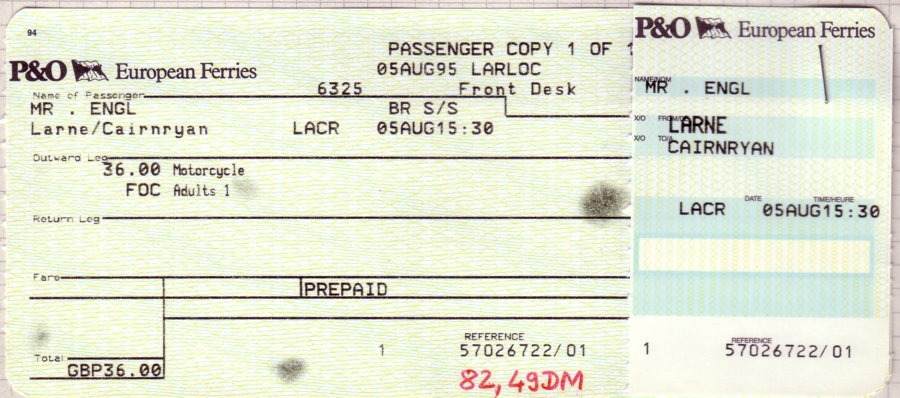 94
PASSENGER COPY 1 OF 1
P&O European Ferries
05AUG95 LARLOC
6325 Front Desk
Name of Passenger
MR . ENGL BR S/S
Larne/Cairnryan LACR 05AUG15:30
Outward Leg
36.00 Motorcycle
FOC Adults 1
Return Leg
Fare
PREPAID
REFERENCE
1 57026722/01
Total
GBP36.00
82,49DM
P&O European Ferries
NAME/NOM
MR . ENGL
X/O FROM/DE
LARNE
X/O TO/A
CAIRNRYAN
DATE TIME/HEURE
LACR 05AUG15:30
REFERENCE
1 57026722/01